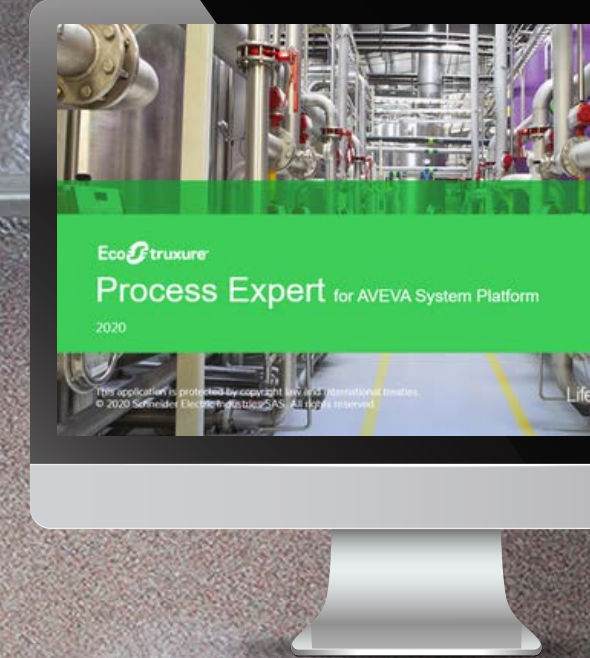 EcoStruxure
Process Expert for AVEVA System Platform
2020
This application is protected by copyright law and international treaties.
© 2020 Schneider Electric Industries SAS. All rights reserved.
Life